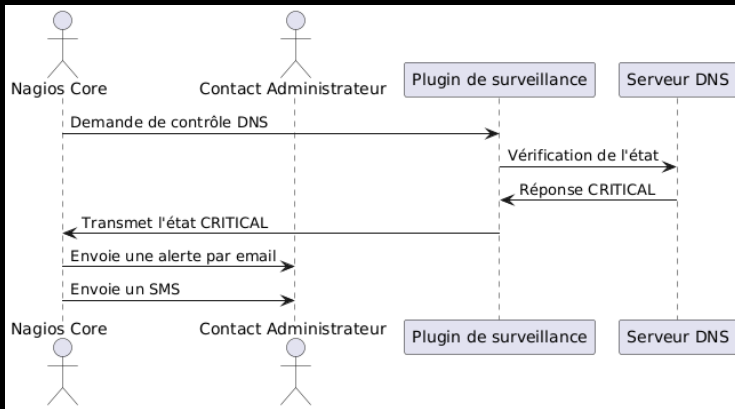 Nagios Core
Contact Administrateur
Plugin de surveillance
Serveur DNS
Demande de contrôle DNS
Vérification de l'état
Réponse CRITICAL
Transmet l'état CRITICAL
Envoie une alerte par email
Envoie un SMS
Nagios Core
Contact Administrateur
Plugin de surveillance
Serveur DNS